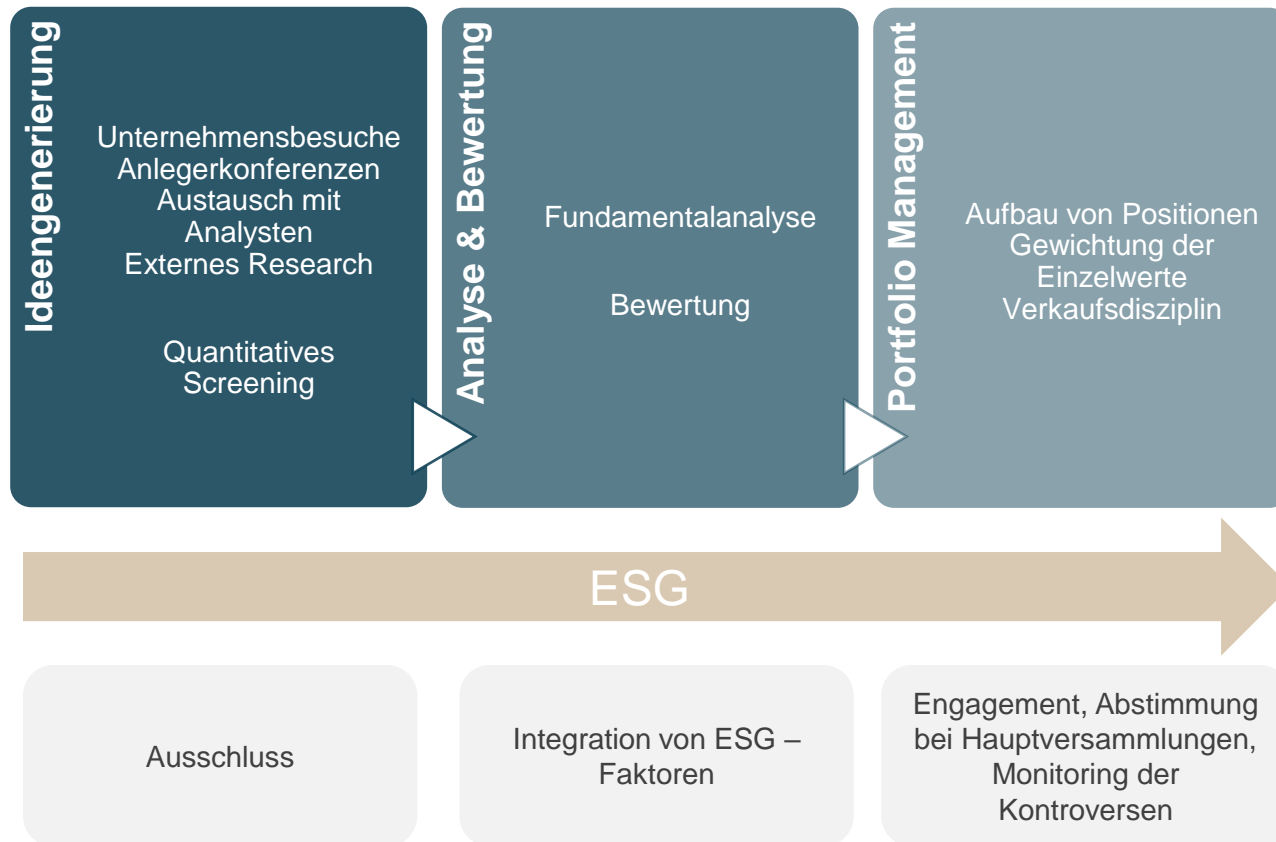 Ideengenerierung
Unternehmensbesuche
Anlegerkonferenzen
Austausch mit
Analysten
Externes Research
Quantitatives
Screening
Analyse & Bewertung
Fundamentalanalyse
Bewertung
Portfolio Management
Aufbau von Positionen
Gewichtung der
Einzelwerte
Verkaufsdisziplin
ESG
Ausschluss
Integration von ESG –
Faktoren
Engagement, Abstimmung
bei Hauptversammlungen,
Monitoring der
Kontroversen